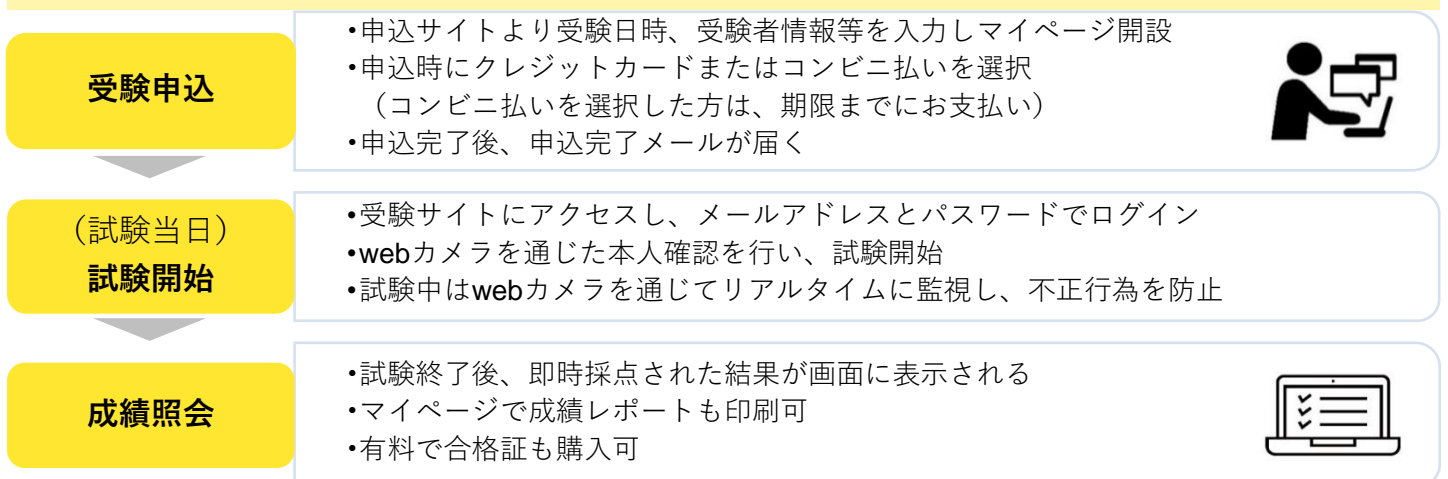 受験申込
•申込サイトより受験日時、受験者情報等を入力しマイページ開設
•申込時にクレジットカードまたはコンビニ払いを選択
（コンビニ払いを選択した方は、期限までにお支払い）
•申込完了後、申込完了メールが届く
（試験当日）
試験開始
•受験サイトにアクセスし、メールアドレスとパスワードでログイン
•webカメラを通じた本人確認を行い、試験開始
•試験中はwebカメラを通じてリアルタイムに監視し、不正行為を防止
成績照会
•試験終了後、即時採点された結果が画面に表示される
•マイページで成績レポートも印刷可
•有料で合格証も購入可